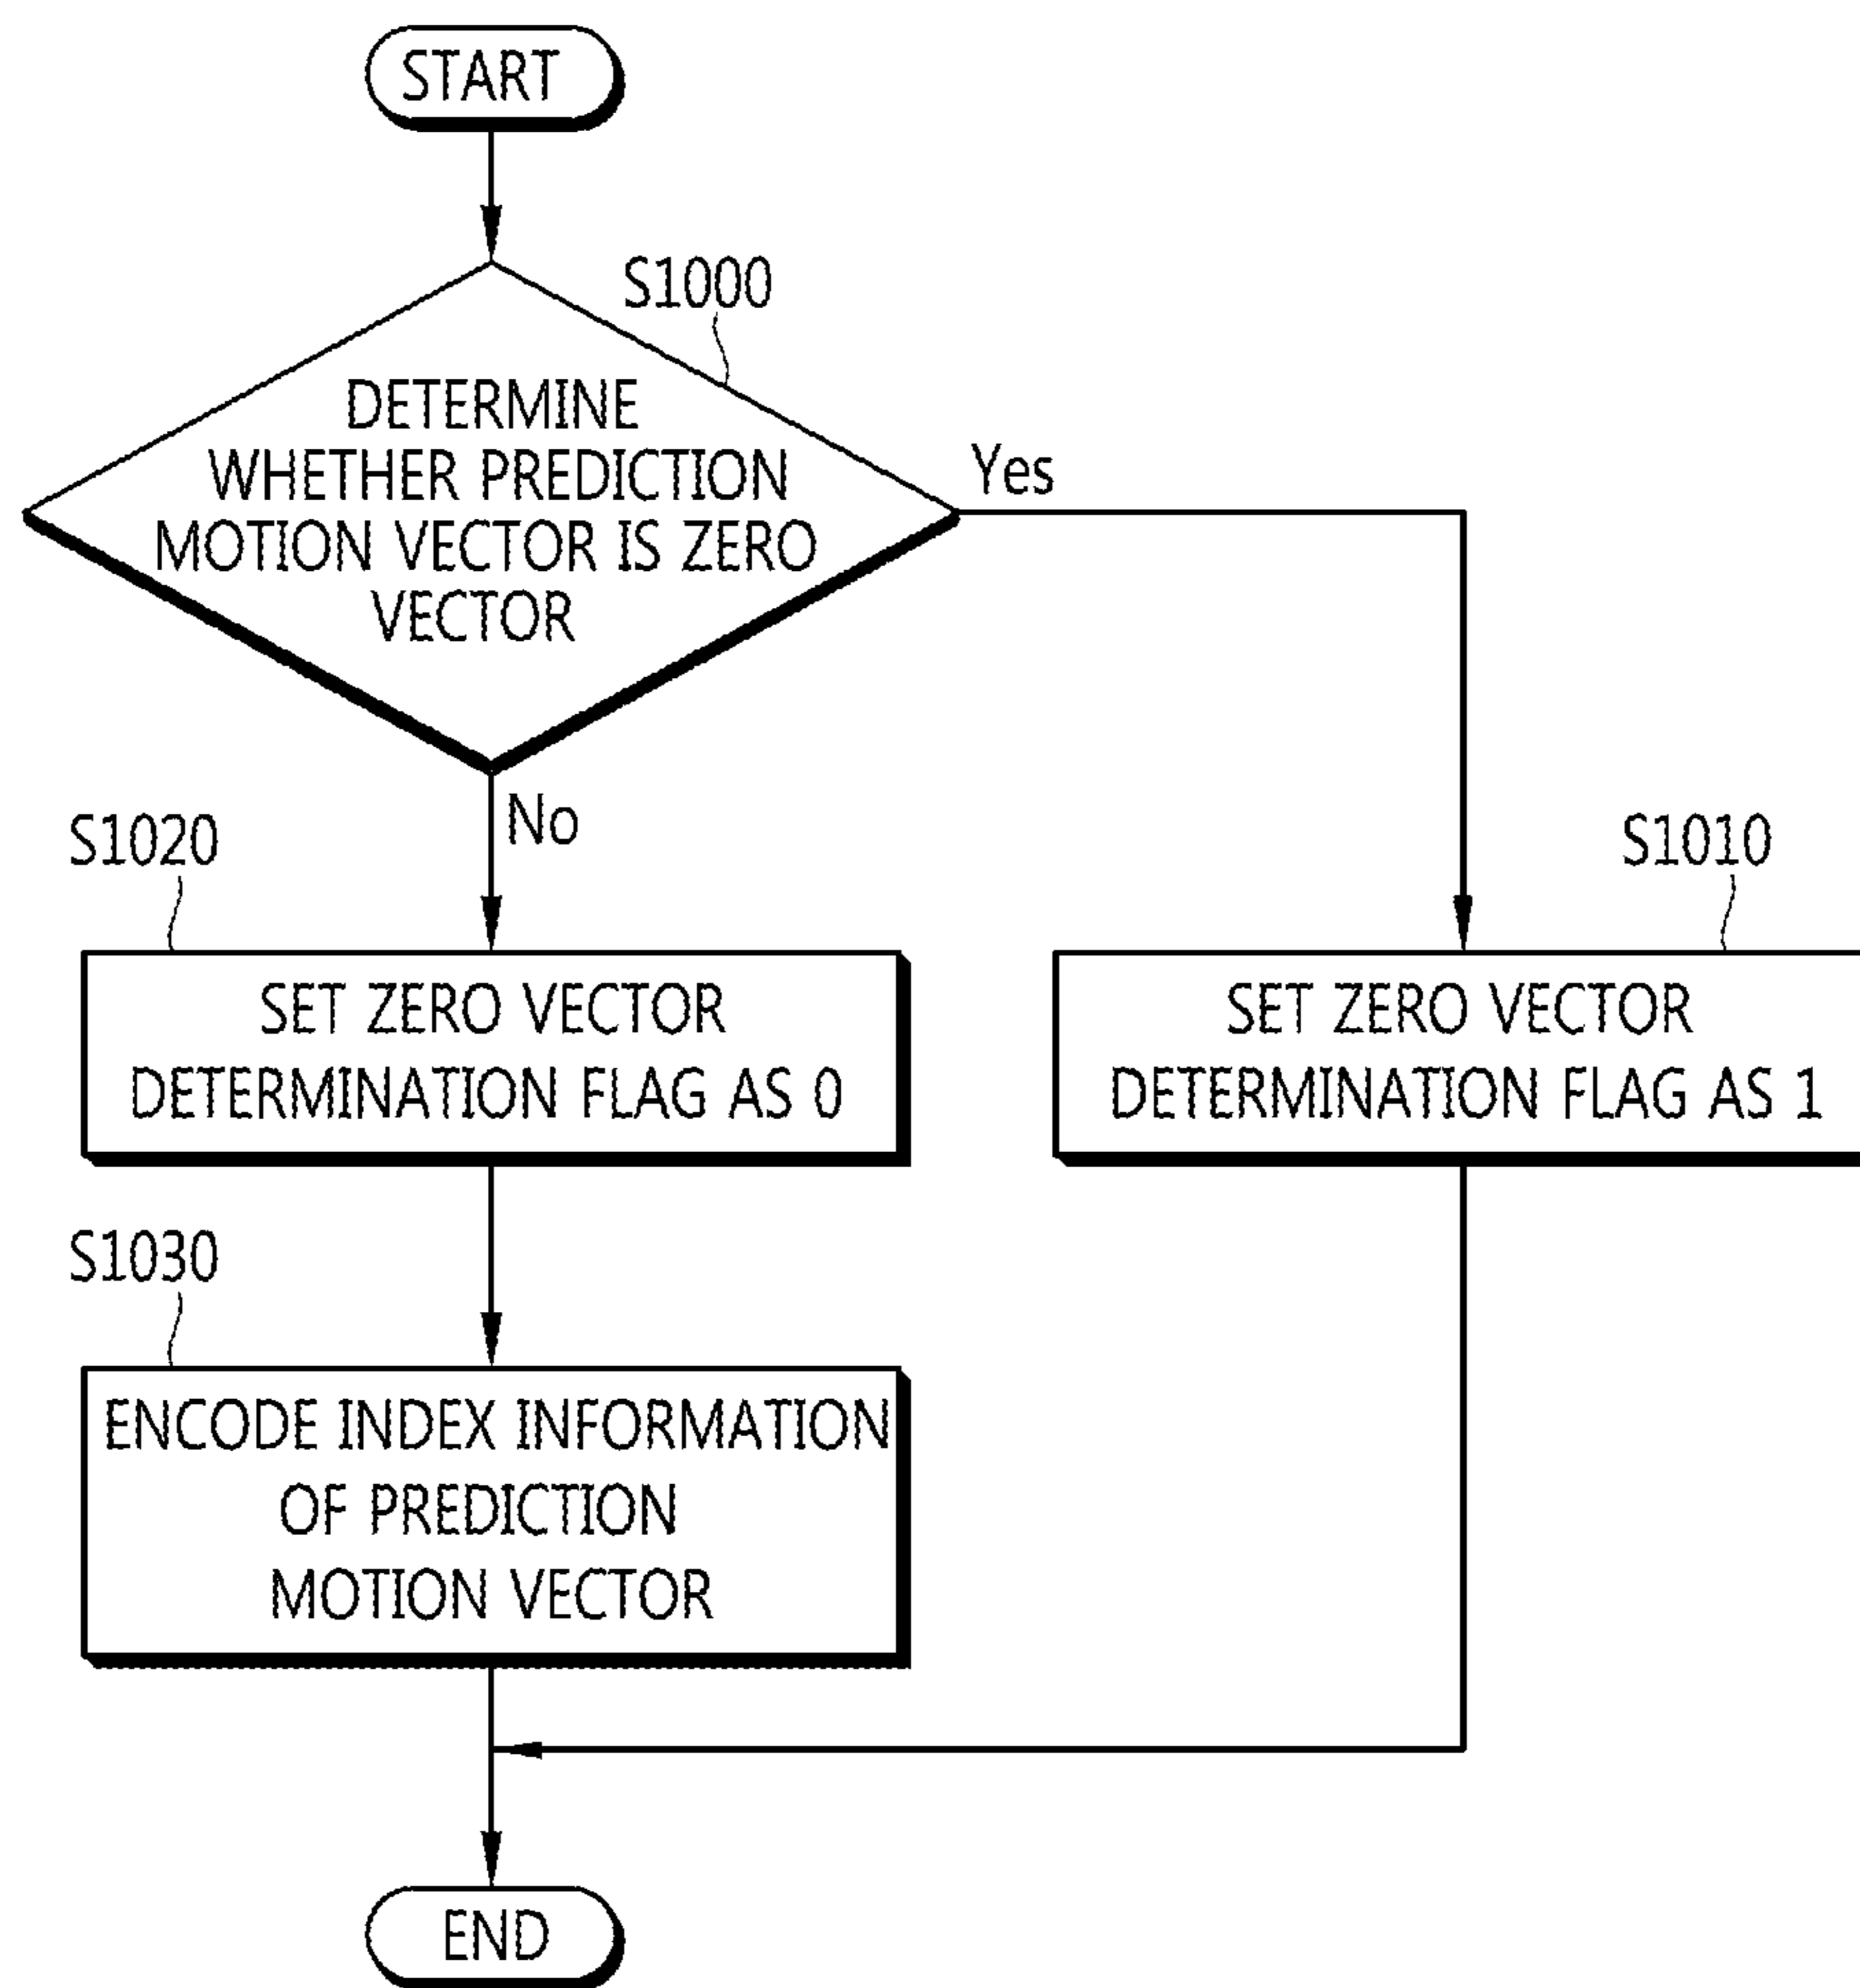 START
S1000
DETERMINE
WHETHER PREDICTION
MOTION VECTOR IS ZERO
VECTOR
Yes
No
S1020
SET ZERO VECTOR
DETERMINATION FLAG AS 0
S1010
SET ZERO VECTOR
DETERMINATION FLAG AS 1
S1030
ENCODE INDEX INFORMATION
OF PREDICTION
MOTION VECTOR
END